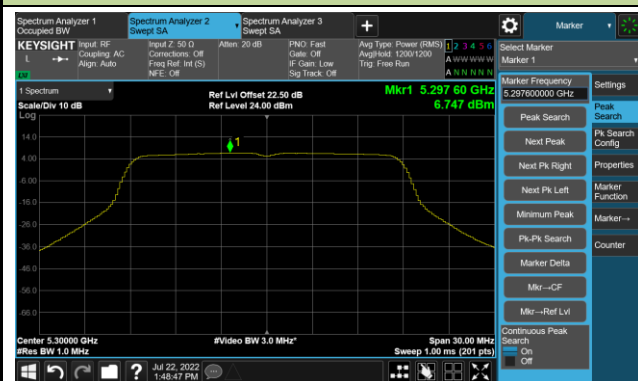 Spectrum Analyzer 1
Occupied BW
Spectrum Analyzer 2
Swept SA
Spectrum Analyzer 3
Swept SA
+
Marker
KEYSIGHT
L
Input: RF
Coupling: AC
Align: Auto
Input Z: 50 Ω
Corrections: Off
Freq Ref: Int (S)
NFE: Off
Atten: 20 dB
PNO: Fast
Gate: Off
IF Gain: Low
Sig Track: Off
Avg Type: Power (RMS)
Avg|Hold: 1200/1200
Trig: Free Run
1 2 3 4 5 6
A W W W W W
A N N N N N
Select Marker
Marker 1
1 Spectrum
Scale/Div 10 dB
Log
Ref Lvl Offset 22.50 dB
Ref Level 24.00 dBm
Mkr1 5.297 60 GHz
6.747 dBm
Marker Frequency
5.297600000 GHz
Settings
Peak Search
Next Peak
Next Pk Right
Next Pk Left
Minimum Peak
Pk-Pk Search
Marker Delta
Mkr→CF
Mkr→Ref Lvl
Continuous Peak
Search
On
Off
Peak
Search
Pk Search
Config
Properties
Marker
Function
Marker→
Counter
14.0
4.00
-6.00
-16.0
-26.0
-36.0
-46.0
-56.0
-66.0
1
Center 5.30000 GHz
#Res BW 1.0 MHz
#Video BW 3.0 MHz*
Span 30.00 MHz
Sweep 1.00 ms (201 pts)
?
Jul 22, 2022
1:48:47 PM